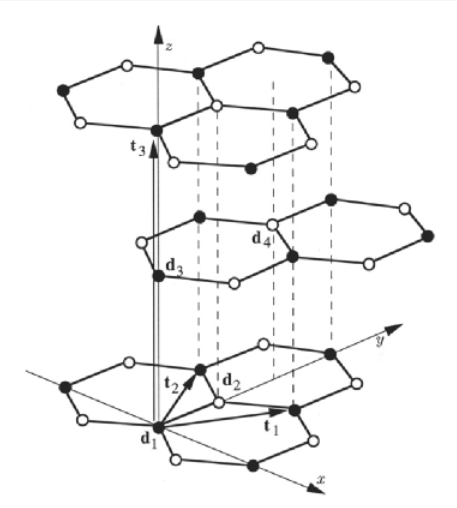 z
t₃
d₄
d₃
y
t₂ d₂
t₁
d₁
x